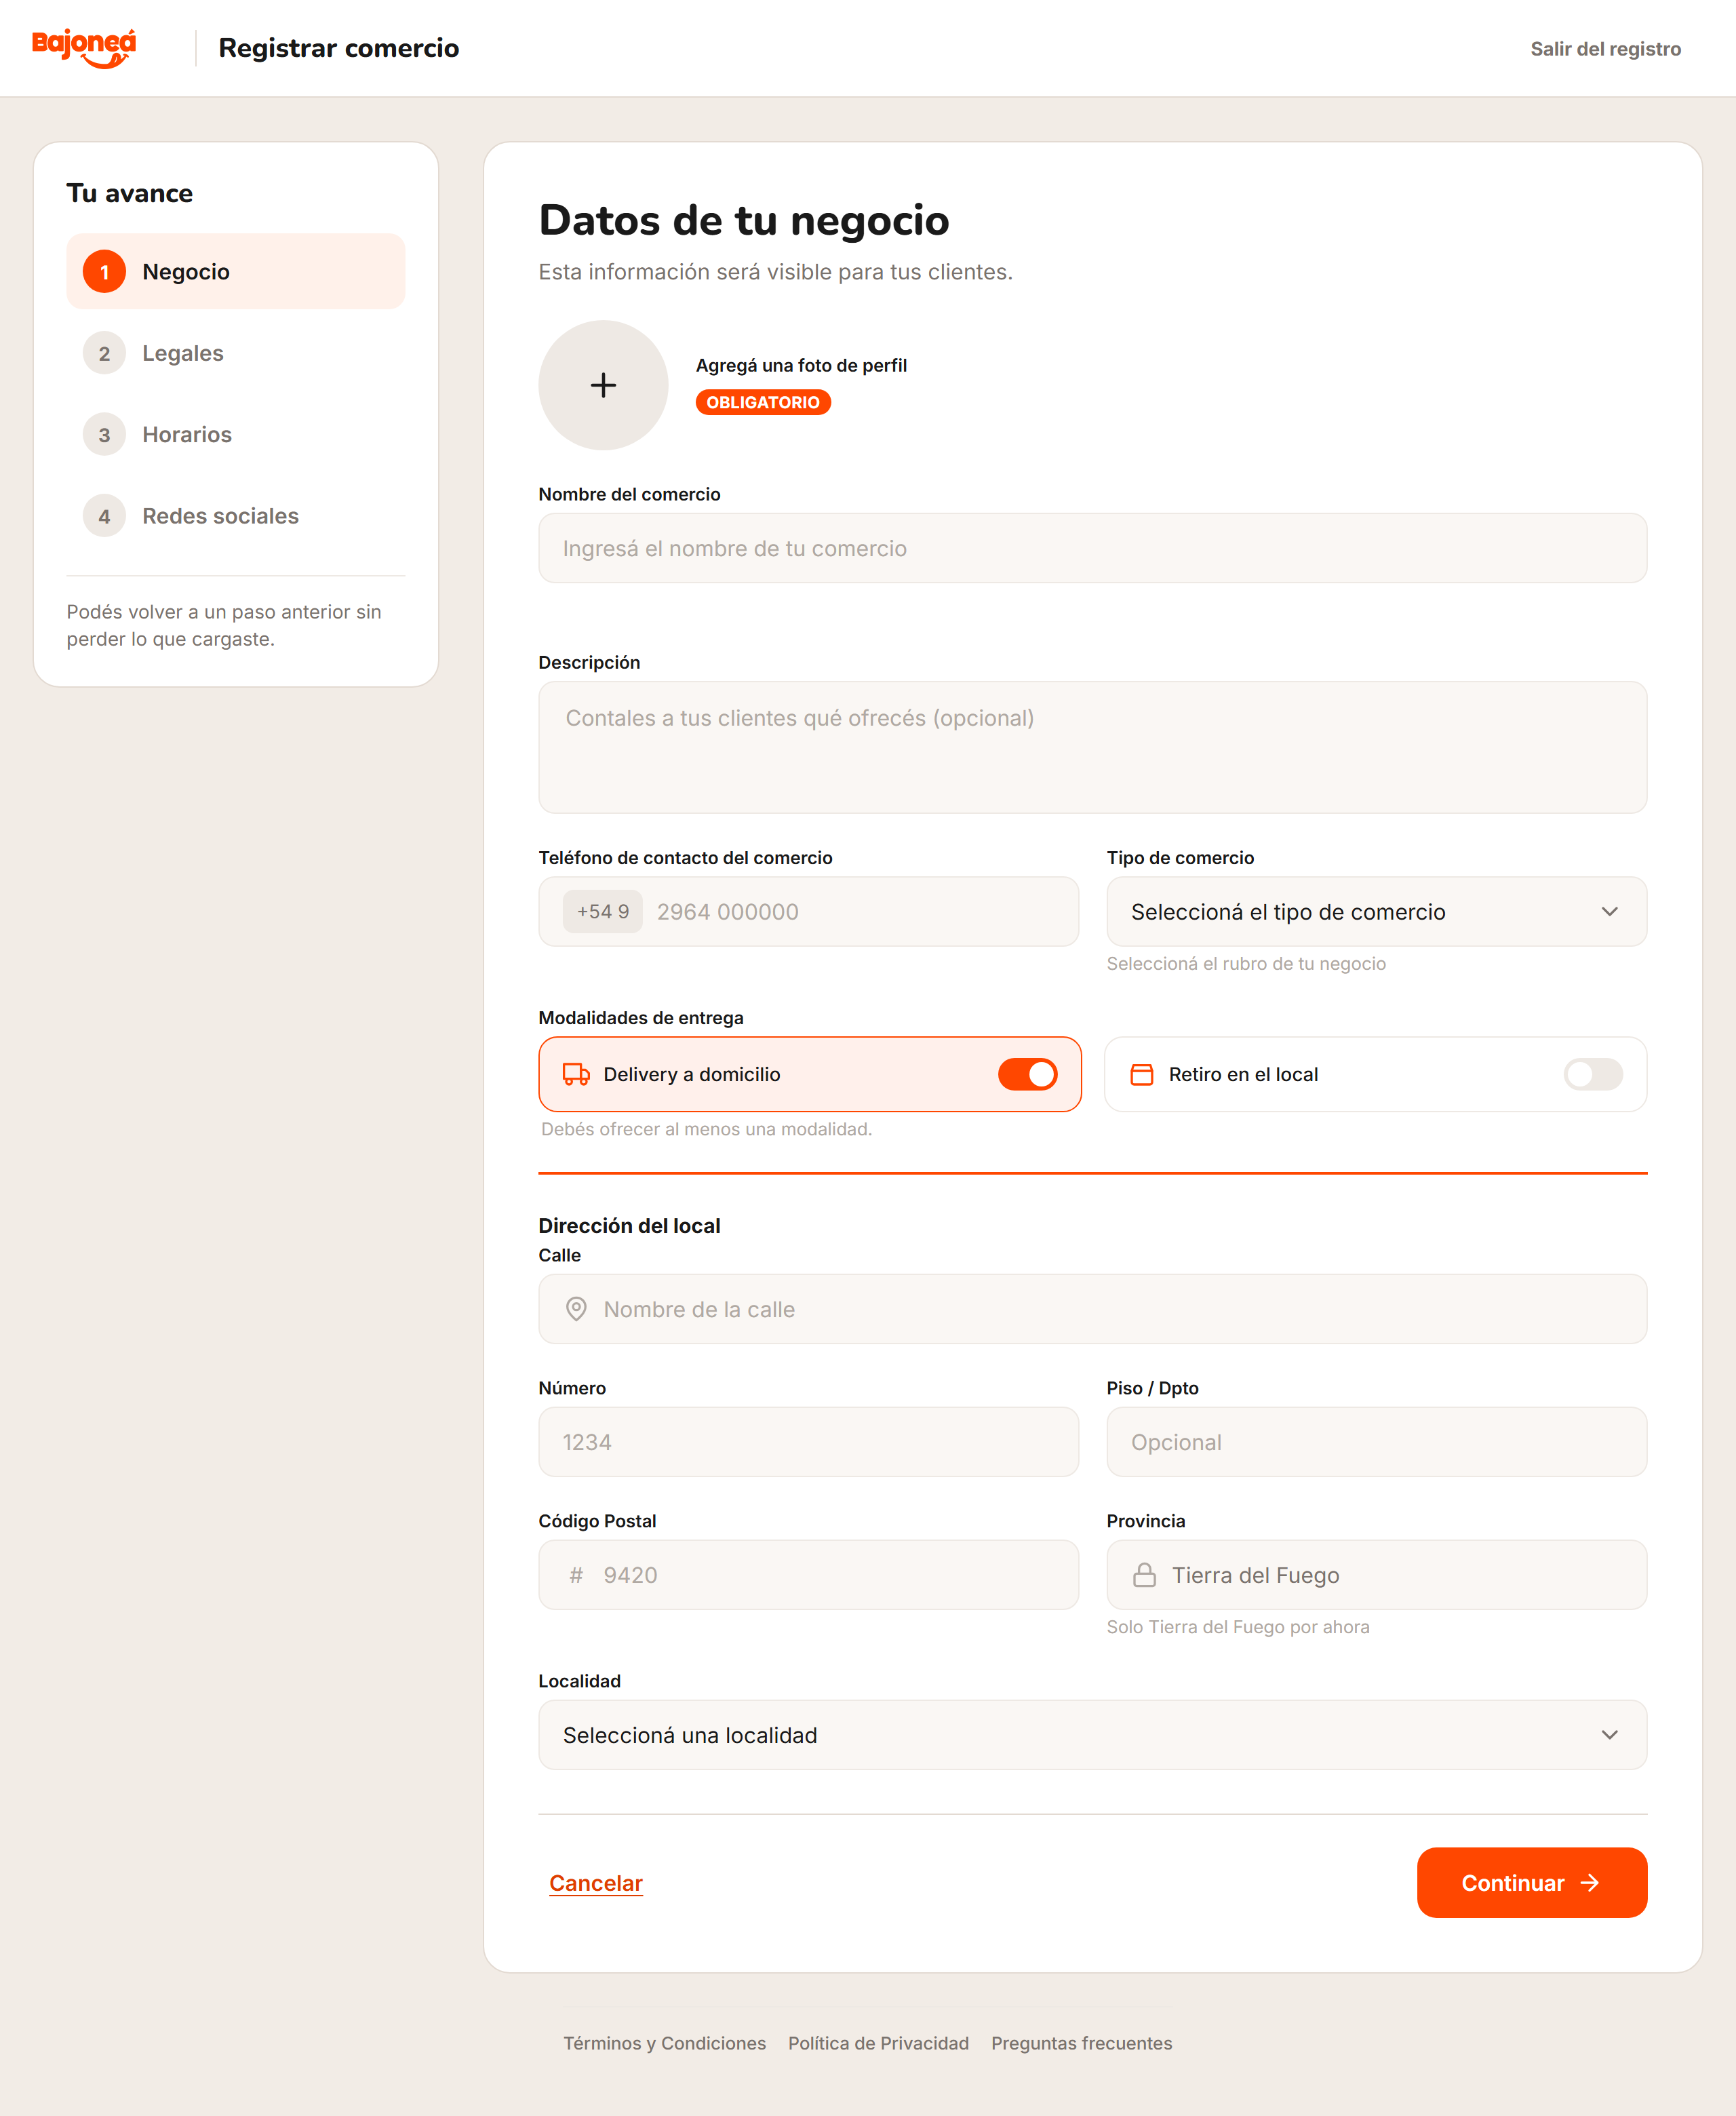 Bajoneá
Registrar comercio
Salir del registro
Tu avance
1 Negocio
2 Legales
3 Horarios
4 Redes sociales
Podés volver a un paso anterior sin
perder lo que cargaste.
Datos de tu negocio
Esta información será visible para tus clientes.
Agregá una foto de perfil
OBLIGATORIO
Nombre del comercio
Ingresá el nombre de tu comercio
Descripción
Contales a tus clientes qué ofrecés (opcional)
Teléfono de contacto del comercio
+54 9 2964 000000
Tipo de comercio
Seleccioná el tipo de comercio
Seleccioná el rubro de tu negocio
Modalidades de entrega
Delivery a domicilio
Retiro en el local
Debés ofrecer al menos una modalidad.
Dirección del local
Calle
Nombre de la calle
Número
1234
Piso / Dpto
Opcional
Código Postal
# 9420
Provincia
Tierra del Fuego
Solo Tierra del Fuego por ahora
Localidad
Seleccioná una localidad
Cancelar
Continuar
Términos y Condiciones
Política de Privacidad
Preguntas frecuentes